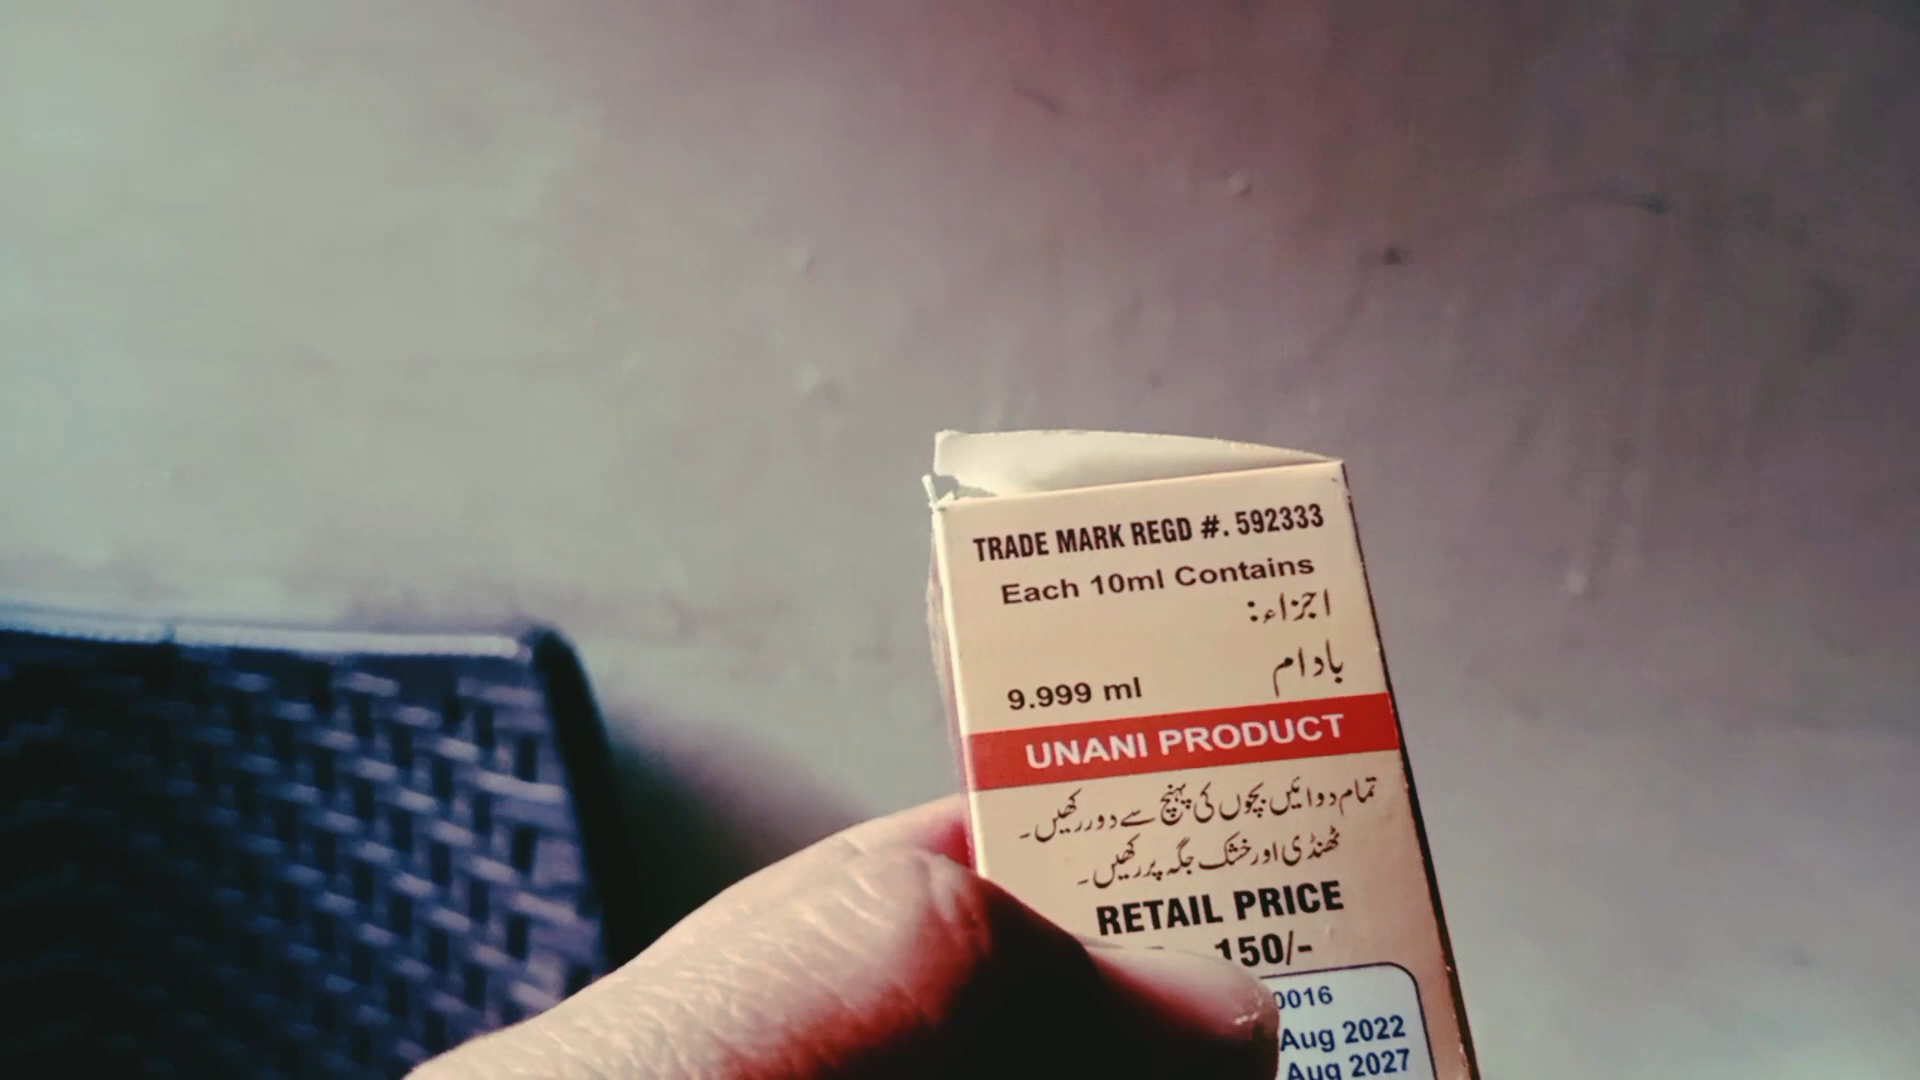 TRADE MARK REGD #. 592333
Each 10ml Contains
اجزاء:
بادام 9.999 ml
UNANI PRODUCT
تمام دوائیں بچوں کی پہنچ سے دور رکھیں۔
ٹھنڈی اور خشک جگہ پر رکھیں۔
RETAIL PRICE
150/-
0016
Aug 2022
Aug 2027